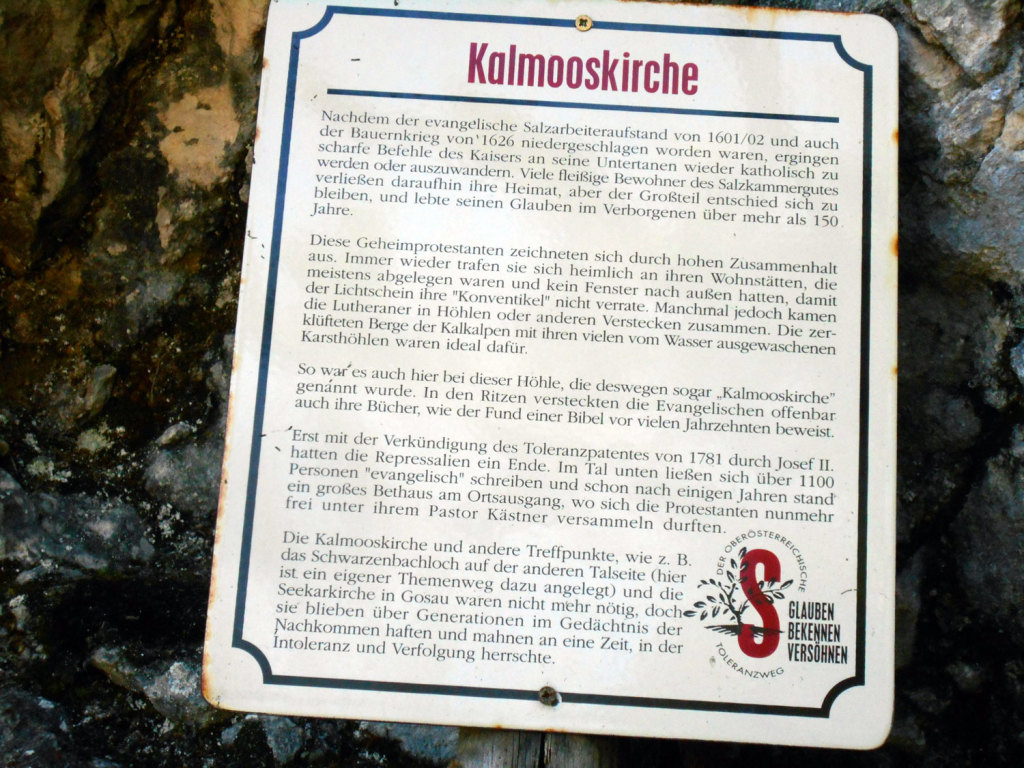 Kalmooskirche
Nachdem der evangelische Salzarbeiteraufstand von 1601/02 und auch
der Bauernkrieg von 1626 niedergeschlagen worden waren, ergingen
scharfe Befehle des Kaisers an seine Untertanen wieder katholisch zu
werden oder auszuwandern. Viele fleißige Bewohner des Salzkammergutes
verließen daraufhin ihre Heimat, aber der Großteil entschied sich zu
bleiben, und lebte seinen Glauben im Verborgenen über mehr als 150
Jahre.
Diese Geheimprotestanten zeichneten sich durch hohen Zusammenhalt
aus. Immer wieder trafen sie sich heimlich an ihren Wohnstätten, die
meistens abgelegen waren und kein Fenster nach außen hatten, damit
der Lichtschein ihre "Konventikel" nicht verrate. Manchmal jedoch kamen
die Lutheraner in Höhlen oder anderen Verstecken zusammen. Die zer-
klüfteten Berge der Kalkalpen mit ihren vielen vom Wasser ausgewaschenen
Karsthöhlen waren ideal dafür.
So war es auch hier bei dieser Höhle, die deswegen sogar „Kalmooskirche"
genannt wurde. In den Ritzen versteckten die Evangelischen offenbar
auch ihre Bücher, wie der Fund einer Bibel vor vielen Jahrzehnten beweist.
Erst mit der Verkündigung des Toleranzpatentes von 1781 durch Josef II.
hatten die Repressalien ein Ende. Im Tal unten ließen sich über 1100
Personen "evangelisch" schreiben und schon nach einigen Jahren stand
ein großes Bethaus am Ortsausgang, wo sich die Protestanten nunmehr
frei unter ihrem Pastor Kästner versammeln durften.
Die Kalmooskirche und andere Treffpunkte, wie z. B.
das Schwarzenbachloch auf der anderen Talseite (hier
ist ein eigener Themenweg dazu angelegt) und die
Seekarkirche in Gosau waren nicht mehr nötig, doch
sie blieben über Generationen im Gedächtnis der
Nachkommen haften und mahnen an eine Zeit, in der
Intoleranz und Verfolgung herrschte.
DER OBERÖSTERREICHISCHE
TOLERANZWEG
S
GLAUBEN
BEKENNEN
VERSÖHNEN